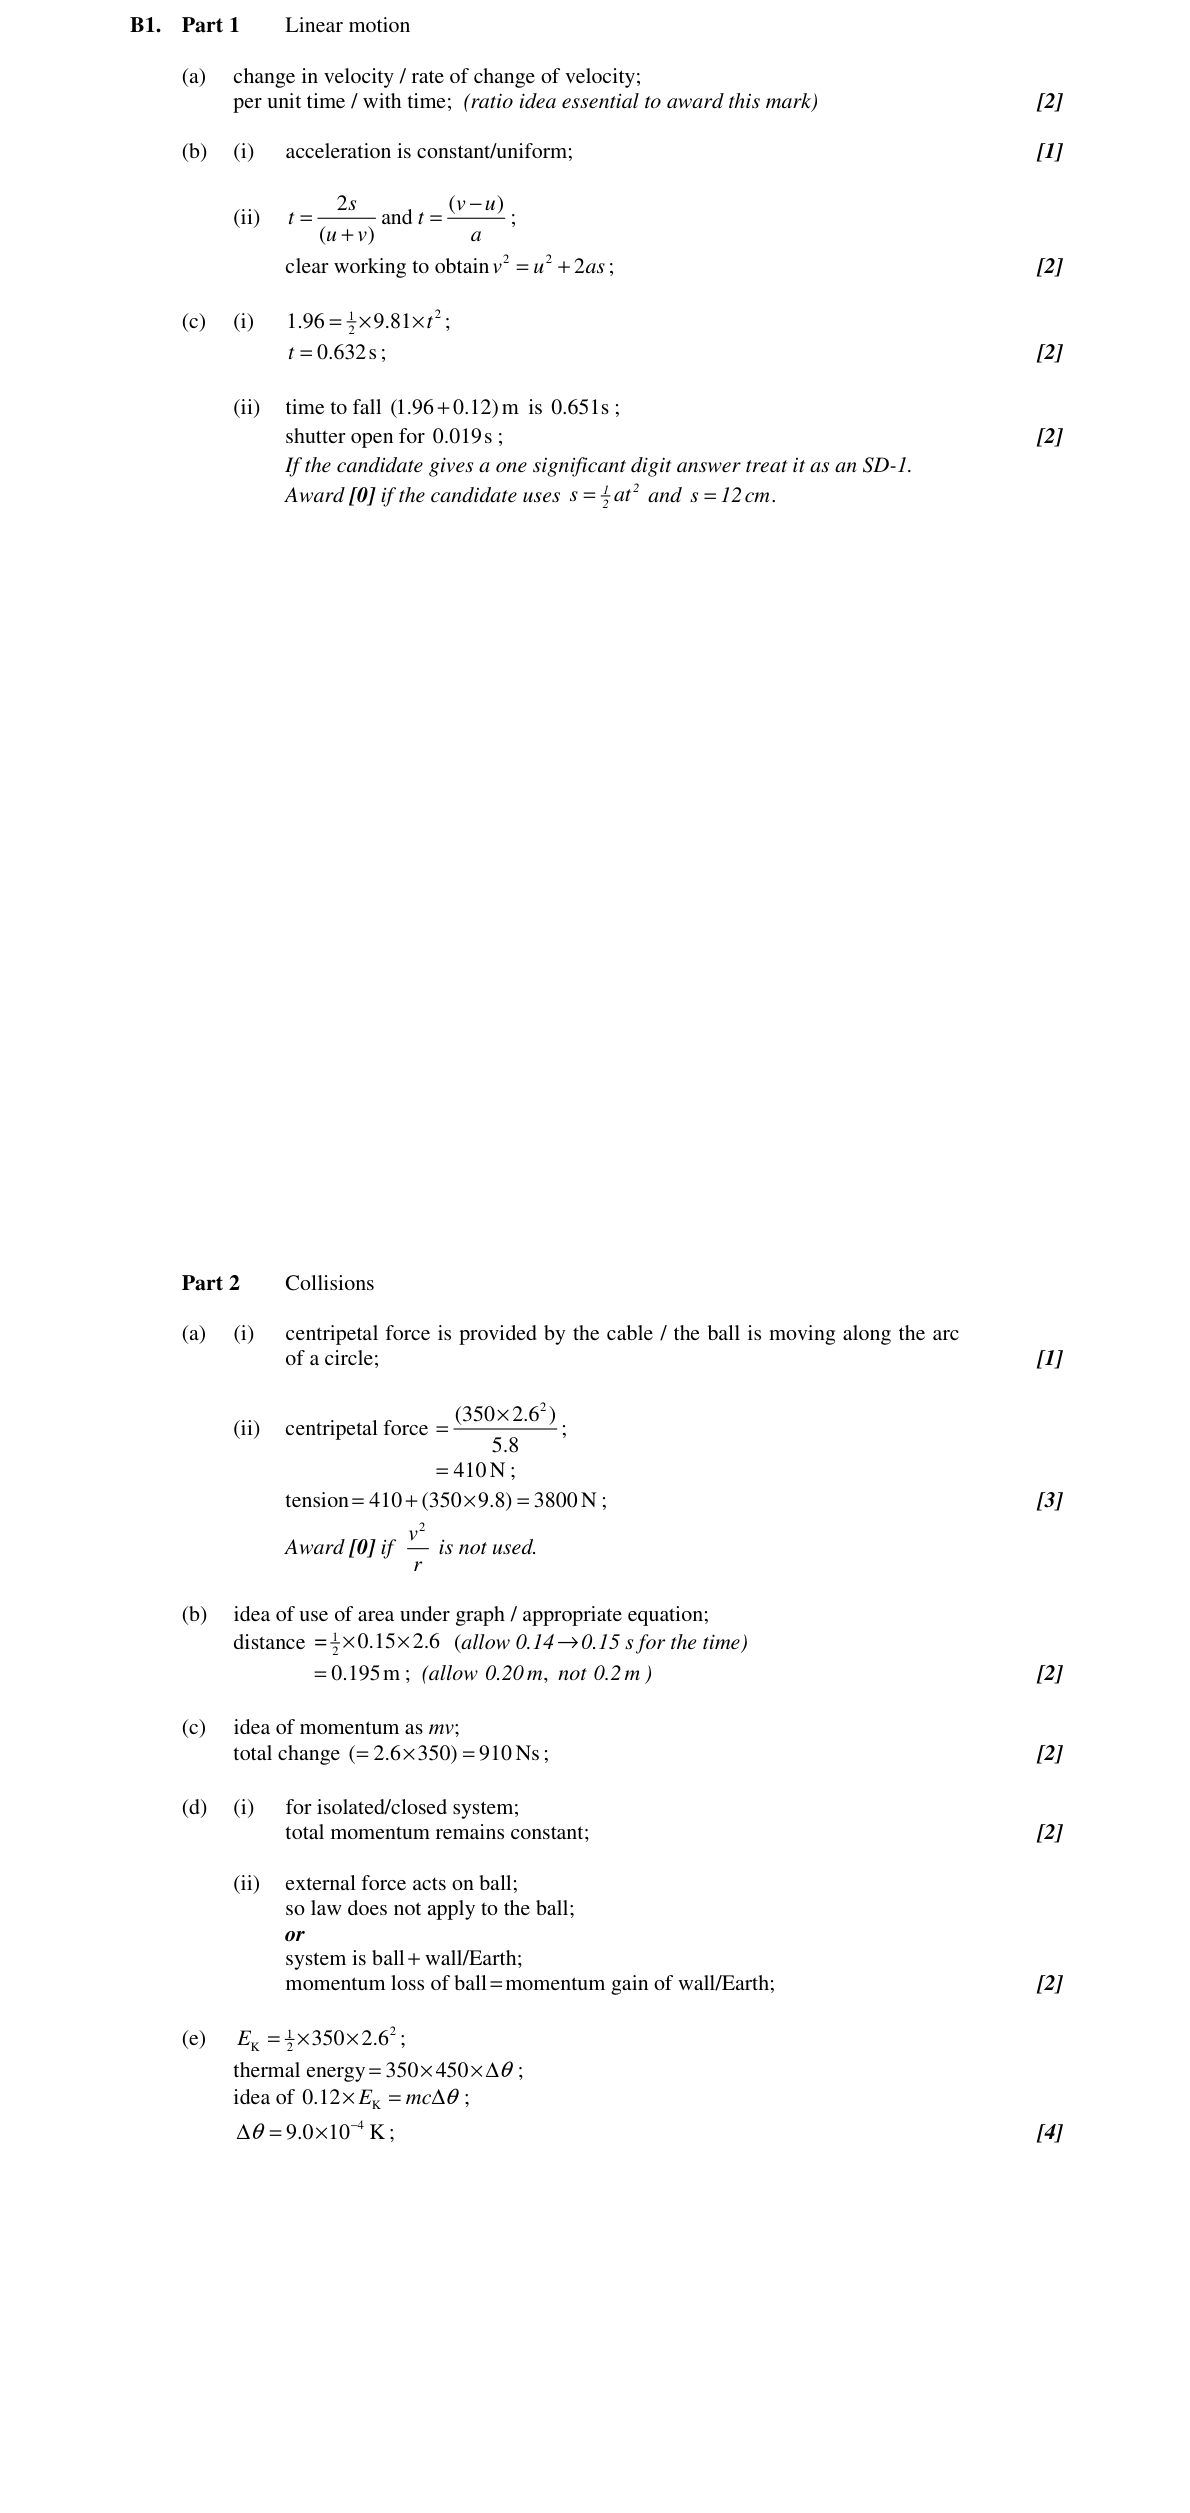 B1. Part 1 Linear motion
(a) change in velocity / rate of change of velocity;
per unit time / with time; (ratio idea essential to award this mark) [2]
(b) (i) acceleration is constant/uniform; [1]
(ii) t = 2s/(u+v) and t = (v−u)/a ;
clear working to obtain v² = u² + 2as ; [2]
(c) (i) 1.96 = ½×9.81×t² ;
t = 0.632 s ; [2]
(ii) time to fall (1.96+0.12) m is 0.651s ;
shutter open for 0.019 s ; [2]
If the candidate gives a one significant digit answer treat it as an SD-1.
Award [0] if the candidate uses s = ½at² and s = 12 cm.
Part 2 Collisions
(a) (i) centripetal force is provided by the cable / the ball is moving along the arc
of a circle; [1]
(ii) centripetal force = (350×2.6²)/5.8 ;
= 410 N ;
tension = 410 + (350×9.8) = 3800 N ; [3]
Award [0] if v²/r is not used.
(b) idea of use of area under graph / appropriate equation;
distance = ½×0.15×2.6 (allow 0.14→0.15 s for the time)
= 0.195 m ; (allow 0.20 m, not 0.2 m ) [2]
(c) idea of momentum as mv;
total change (= 2.6×350) = 910 Ns ; [2]
(d) (i) for isolated/closed system;
total momentum remains constant; [2]
(ii) external force acts on ball;
so law does not apply to the ball;
or
system is ball + wall/Earth;
momentum loss of ball = momentum gain of wall/Earth; [2]
(e) E_K = ½×350×2.6² ;
thermal energy = 350×450×Δθ ;
idea of 0.12×E_K = mcΔθ ;
Δθ = 9.0×10⁻⁴ K ; [4]